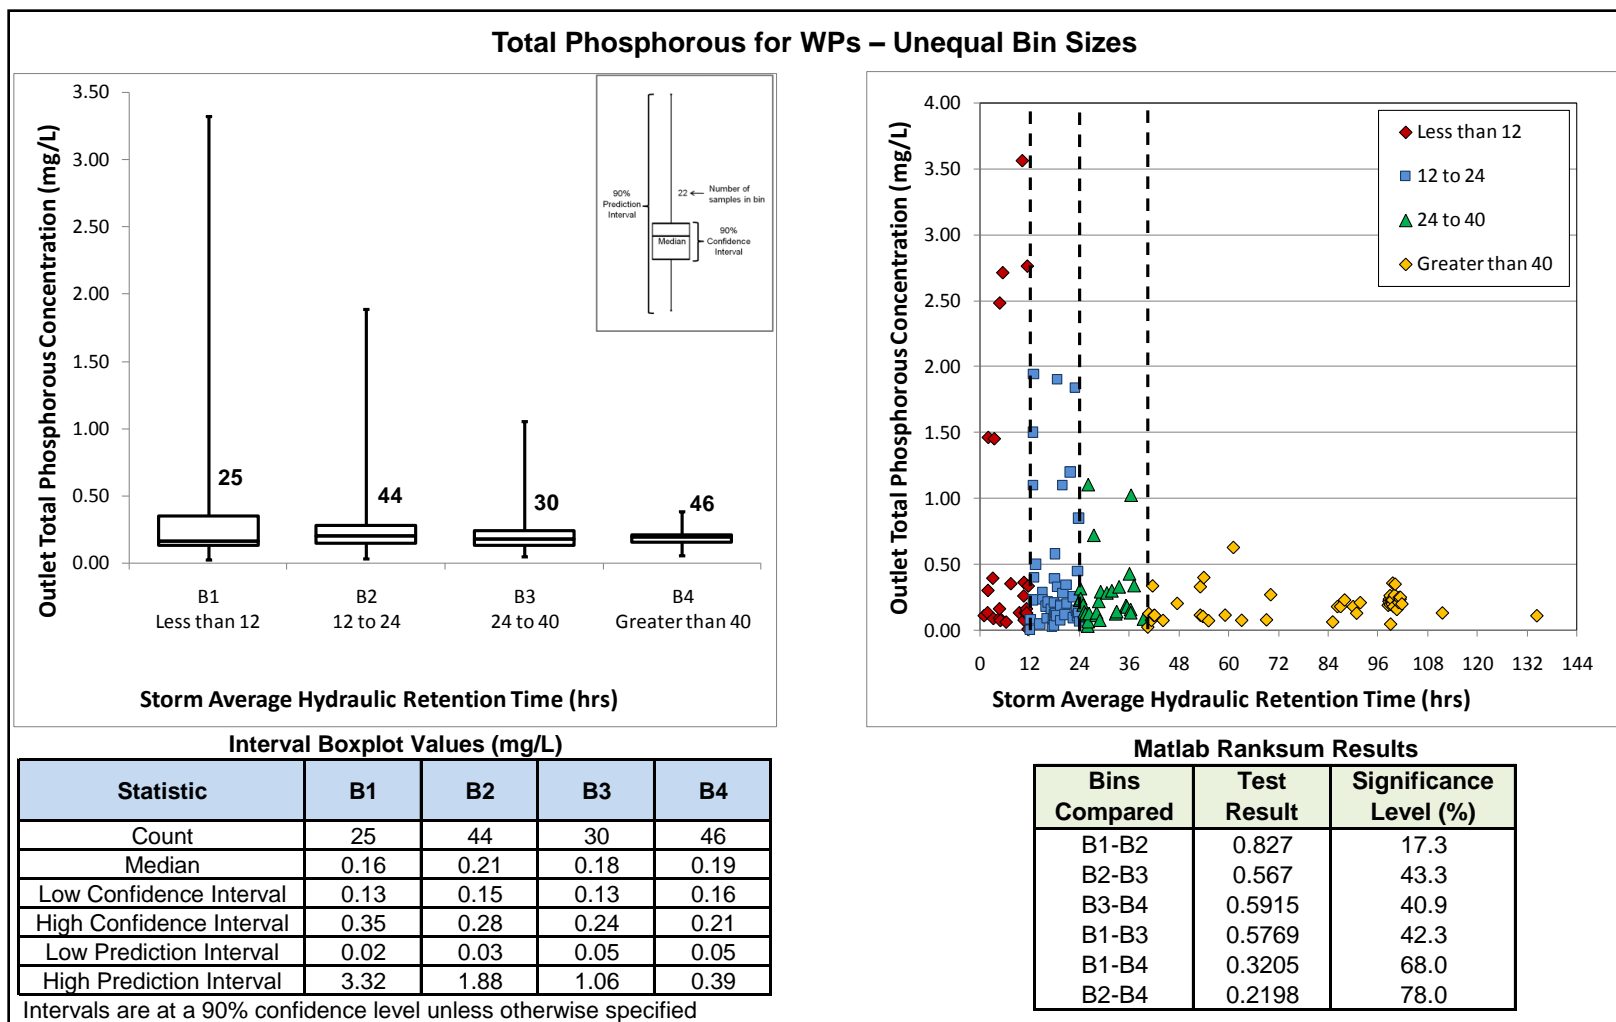 Total Phosphorous for WPs – Unequal Bin Sizes
Outlet Total Phosphorous Concentration (mg/L)
3.50
3.00
2.50
2.00
1.50
1.00
0.50
0.00
25
44
30
46
B1
B2
B3
B4
Less than 12
12 to 24
24 to 40
Greater than 40
Storm Average Hydraulic Retention Time (hrs)
90%
Prediction
Interval
22
Number of
samples in bin
Median
90%
Confidence
Interval
Outlet Total Phosphorous Concentration (mg/L)
4.00
3.50
3.00
2.50
2.00
1.50
1.00
0.50
0.00
0 12 24 36 48 60 72 84 96 108 120 132 144
Storm Average Hydraulic Retention Time (hrs)
Less than 12
12 to 24
24 to 40
Greater than 40
Interval Boxplot Values (mg/L)
Statistic B1 B2 B3 B4
Count 25 44 30 46
Median 0.16 0.21 0.18 0.19
Low Confidence Interval 0.13 0.15 0.13 0.16
High Confidence Interval 0.35 0.28 0.24 0.21
Low Prediction Interval 0.02 0.03 0.05 0.05
High Prediction Interval 3.32 1.88 1.06 0.39
Intervals are at a 90% confidence level unless otherwise specified
Matlab Ranksum Results
Bins Test Significance
Compared Result Level (%)
B1-B2 0.827 17.3
B2-B3 0.567 43.3
B3-B4 0.5915 40.9
B1-B3 0.5769 42.3
B1-B4 0.3205 68.0
B2-B4 0.2198 78.0